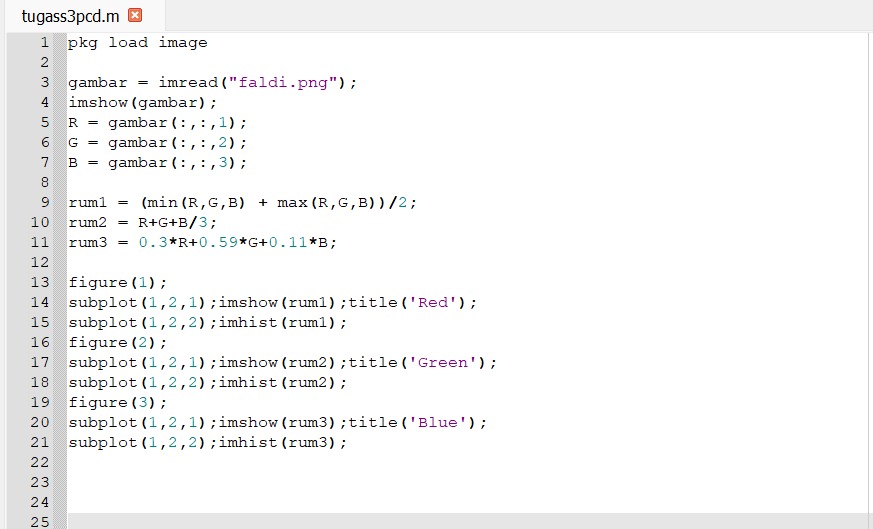 tugass3pcd.m
1 pkg load image
2
3 gambar = imread("faldi.png");
4 imshow(gambar);
5 R = gambar(:,:,1);
6 G = gambar(:,:,2);
7 B = gambar(:,:,3);
8
9 rum1 = (min(R,G,B) + max(R,G,B))/2;
10 rum2 = R+G+B/3;
11 rum3 = 0.3*R+0.59*G+0.11*B;
12
13 figure(1);
14 subplot(1,2,1);imshow(rum1);title('Red');
15 subplot(1,2,2);imhist(rum1);
16 figure(2);
17 subplot(1,2,1);imshow(rum2);title('Green');
18 subplot(1,2,2);imhist(rum2);
19 figure(3);
20 subplot(1,2,1);imshow(rum3);title('Blue');
21 subplot(1,2,2);imhist(rum3);
22
23
24
25